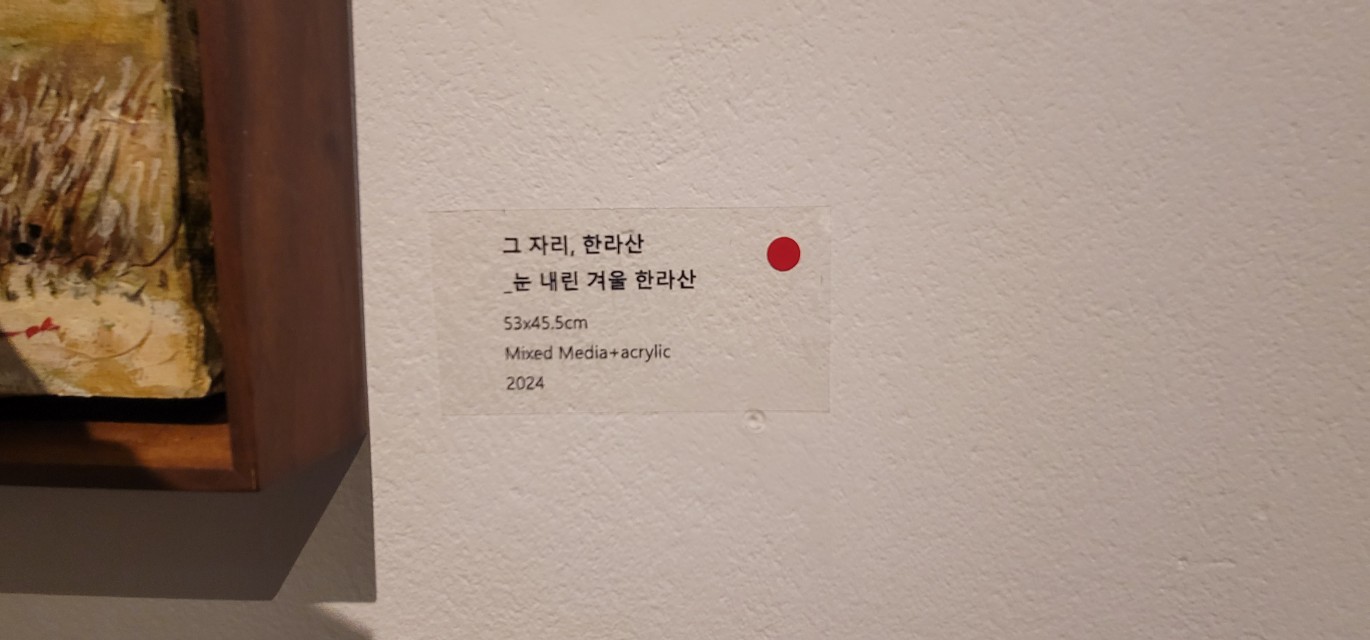 그 자리, 한라산
_눈 내린 겨울 한라산
53x45.5cm
Mixed Media+acrylic
2024